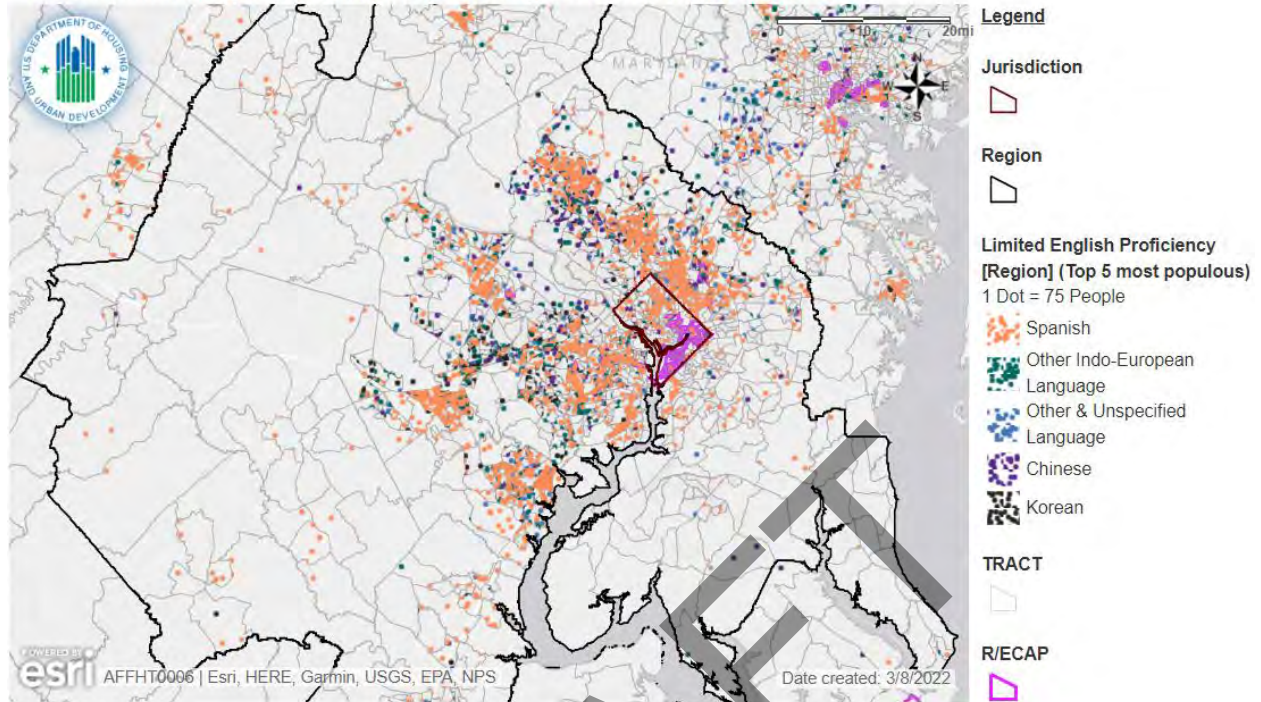 U.S. DEPARTMENT OF HOUSING
AND URBAN DEVELOPMENT
0 10 20mi
MARYLAND
N
E
S
Legend
Jurisdiction
Region
Limited English Proficiency
[Region] (Top 5 most populous)
1 Dot = 75 People
Spanish
Other Indo-European
Language
Other & Unspecified
Language
Chinese
Korean
TRACT
R/ECAP
POWERED BY
esri
AFFHT0006 | Esri, HERE, Garmin, USGS, EPA, NPS
Date created: 3/8/2022